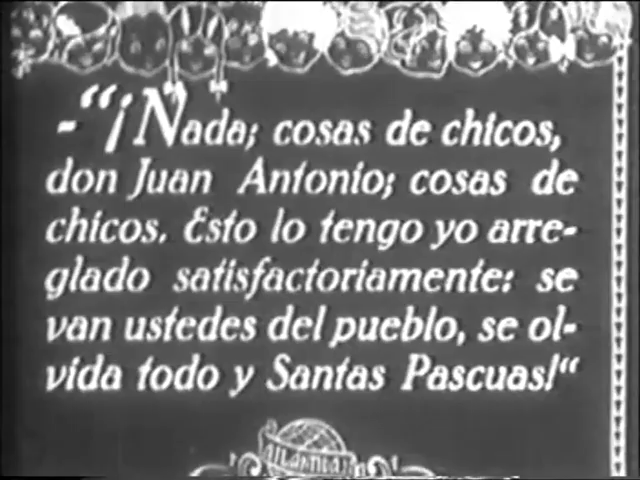 -"¡Nada; cosas de chicos,
don Juan Antonio; cosas de
chicos. Esto lo tengo yo arre-
glado satisfactoriamente: se
van ustedes del pueblo, se ol-
vida todo y Santas Pascuas!"
ATLANTIDA